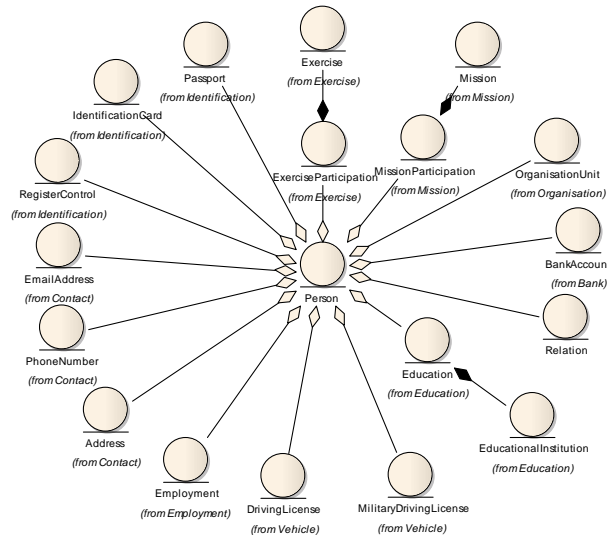 Exercise
(from Exercise)
Mission
(from Mission)
Passport
(from Identification)
IdentificationCard
(from Identification)
ExerciseParticipation
(from Exercise)
MissionParticipation
(from Mission)
OrganisationUnit
(from Organisation)
RegisterControl
(from Identification)
EmailAddress
(from Contact)
BankAccoun
(from Bank)
Person
PhoneNumber
(from Contact)
Relation
Education
(from Education)
Address
(from Contact)
EducationalInstitution
(from Education)
Employment
(from Employment)
DrivingLicense
(from Vehicle)
MilitaryDrivingLicense
(from Vehicle)